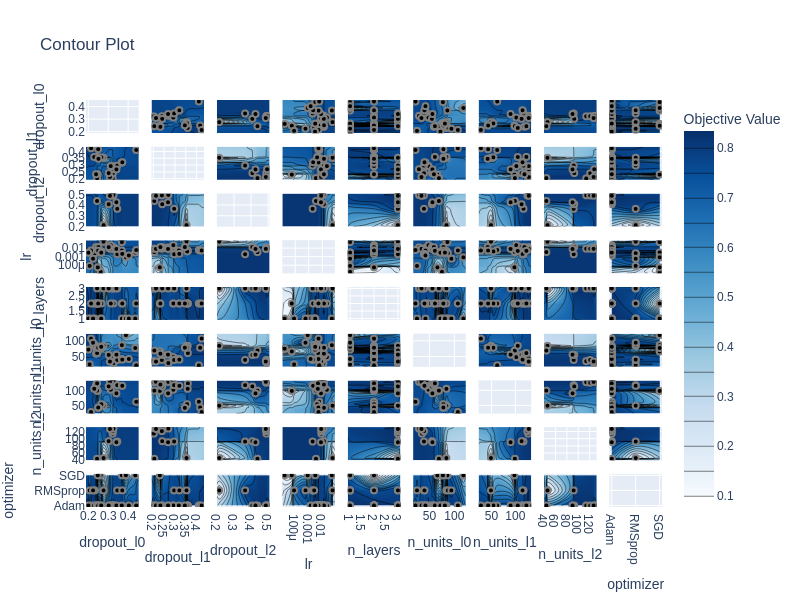 Contour Plot
Objective Value
dropout_l0
0.4
0.3
0.2
dropout_l1
0.4
0.35
0.3
0.25
0.2
dropout_l2
0.5
0.4
0.3
0.2
lr
0.01
0.001
100μ
n_layers
3
2.5
2
1.5
1
n_units_l0
100
50
n_units_l1
100
50
n_units_l2
120
100
80
60
40
optimizer
SGD
RMSprop
Adam
0.2 0.3 0.4
0.2 0.25 0.3 0.35 0.4
0.2 0.3 0.4 0.5
100μ 0.001 0.01
1 1.5 2 2.5 3
50 100
50 100
40 60 80 100 120
Adam RMSprop SGD
dropout_l0 dropout_l1 dropout_l2 lr n_layers n_units_l0 n_units_l1 n_units_l2 optimizer
0.8
0.7
0.6
0.5
0.4
0.3
0.2
0.1